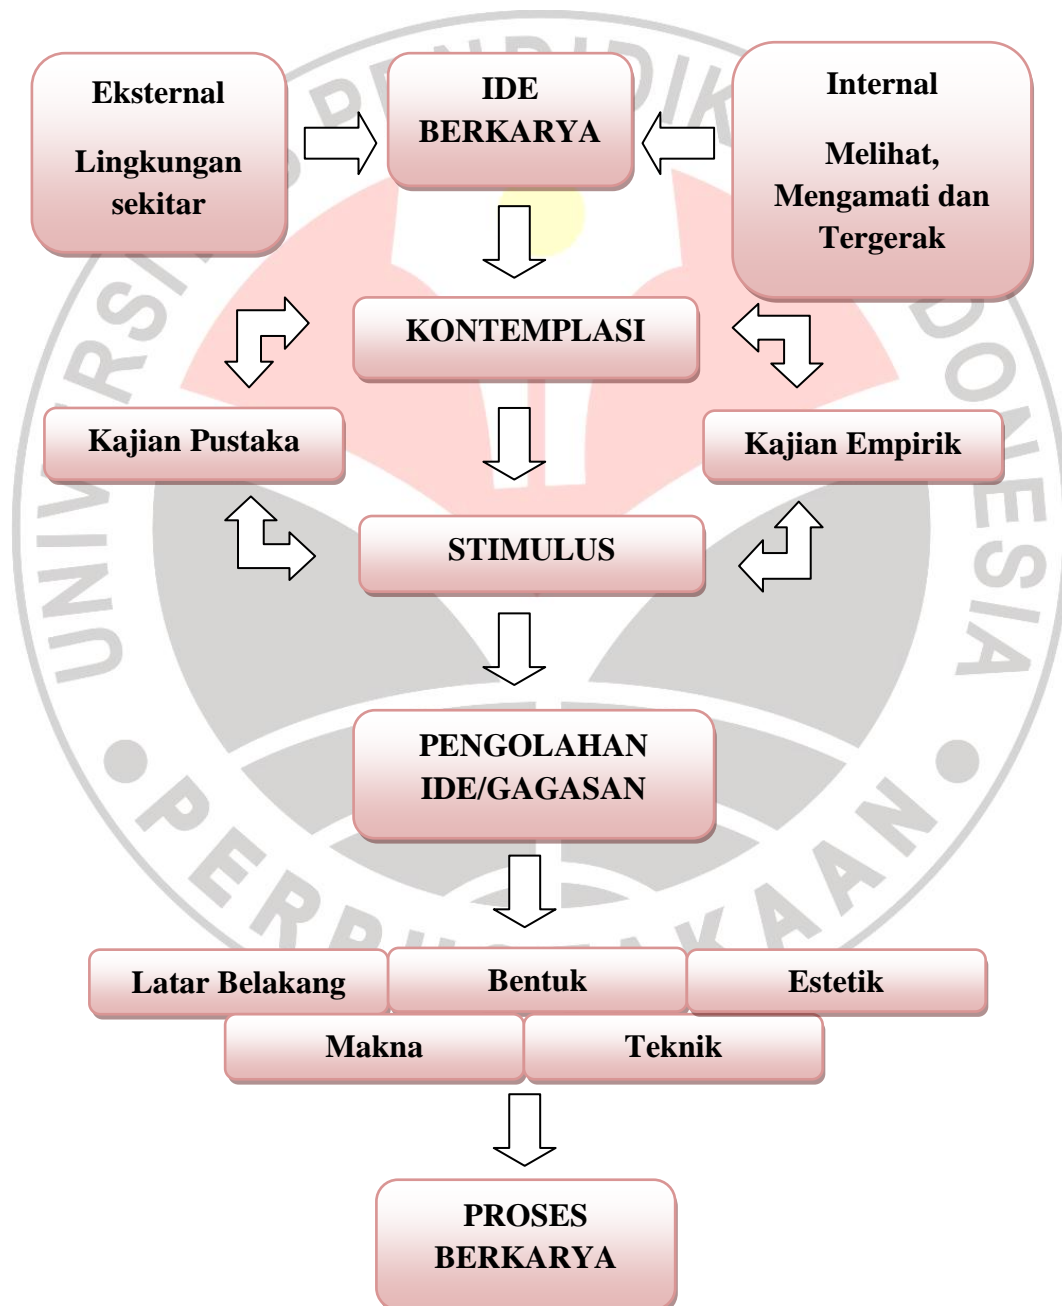 Eksternal
Lingkungan
sekitar
IDE
BERKARYA
Internal
Melihat,
Mengamati dan
Tergerak
KONTEMPLASI
Kajian Pustaka
Kajian Empirik
STIMULUS
PENGOLAHAN
IDE/GAGASAN
Latar Belakang
Bentuk
Estetik
Makna
Teknik
PROSES
BERKARYA
PERPUSTAKAAN